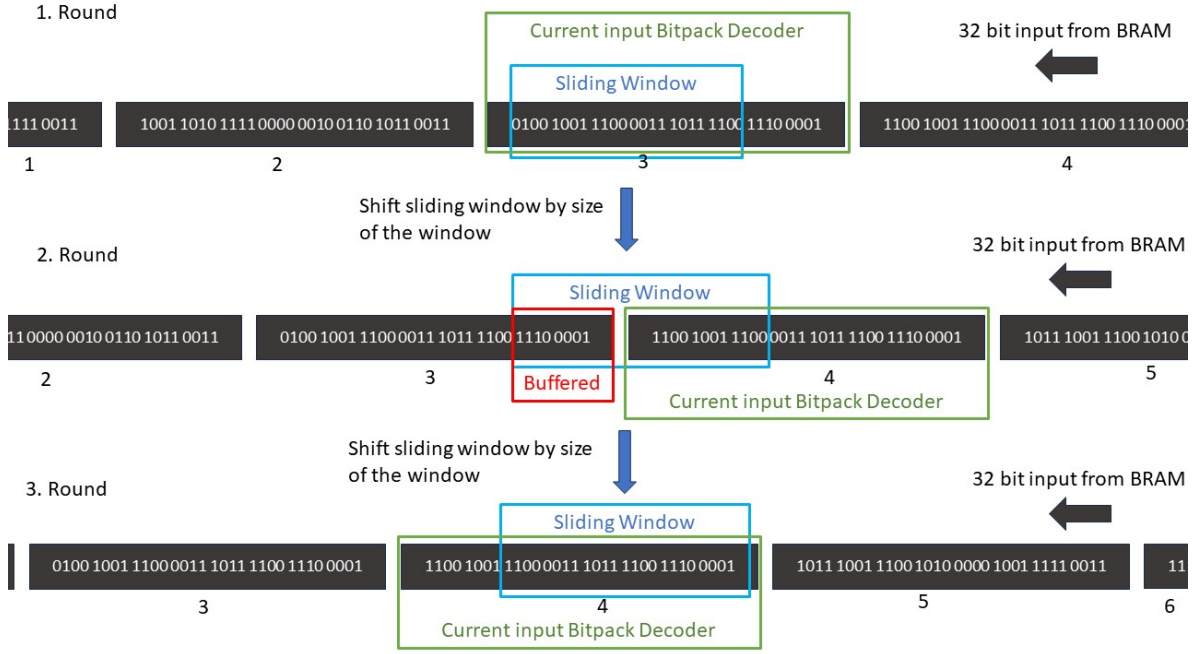 1. Round
Current input Bitpack Decoder
32 bit input from BRAM
Sliding Window
1111 0011
1001 1010 1111 0000 0010 0110 1011 0011
0100 1001 1100 0011 1011 1100 1110 0001
1100 1001 1100 0011 1011 1100 1110 0001
1
2
3
4
Shift sliding window by size
of the window
2. Round
32 bit input from BRAM
Sliding Window
11 0000 0010 0110 1011 0011
0100 1001 1100 0011 1011 1100 1110 0001
1100 1001 1100 0011 1011 1100 1110 0001
1011 1001 1100 1010 0
2
3
Buffered
4
5
Current input Bitpack Decoder
Shift sliding window by size
of the window
3. Round
32 bit input from BRAM
Sliding Window
0100 1001 1100 0011 1011 1100 1110 0001
1100 1001 1100 0011 1011 1100 1110 0001
1011 1001 1100 1010 0000 1001 1111 0011
11
3
4
5
6
Current input Bitpack Decoder